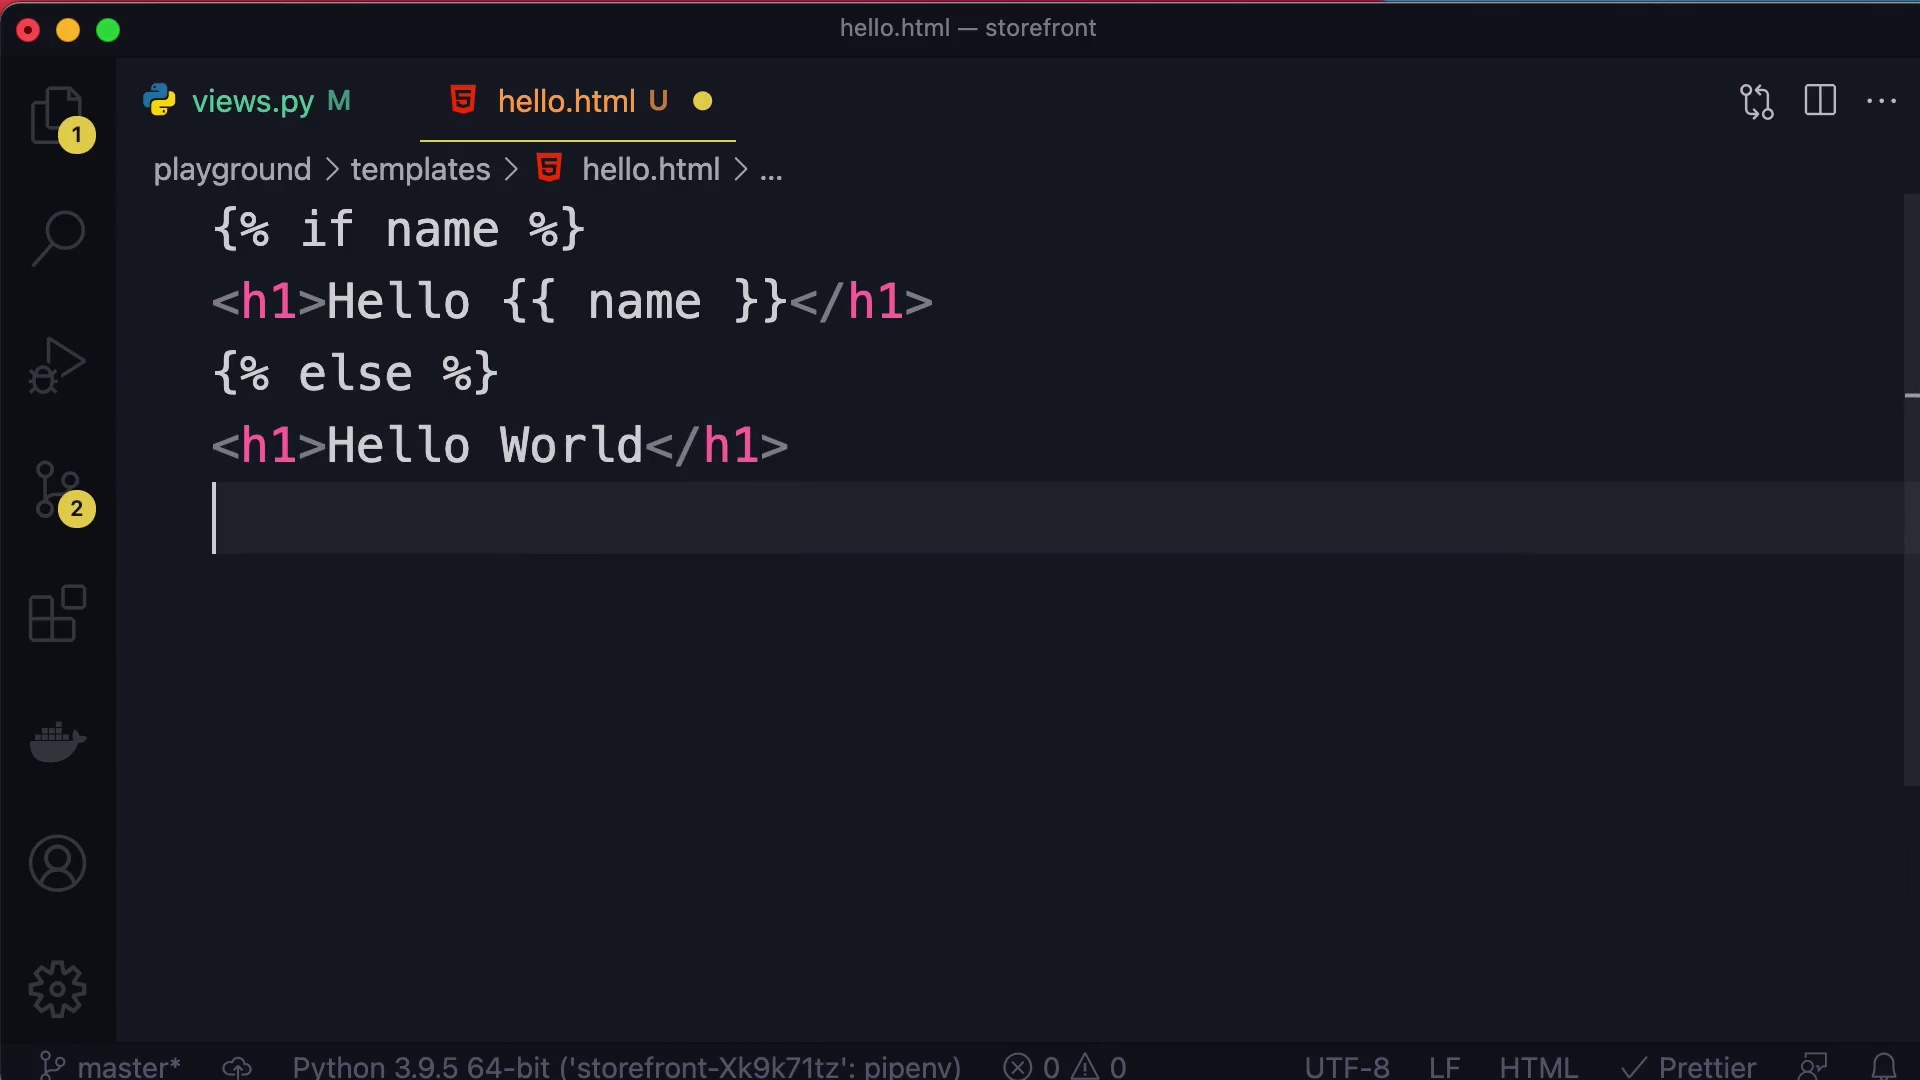 hello.html — storefront
views.py M
hello.html U
playground > templates > hello.html > ...
{% if name %}
<h1>Hello {{ name }}</h1>
{% else %}
<h1>Hello World</h1>
1
2
master*
Python 3.9.5 64-bit ('storefront-Xk9k71tz': pipenv)
0
0
UTF-8
LF
HTML
Prettier